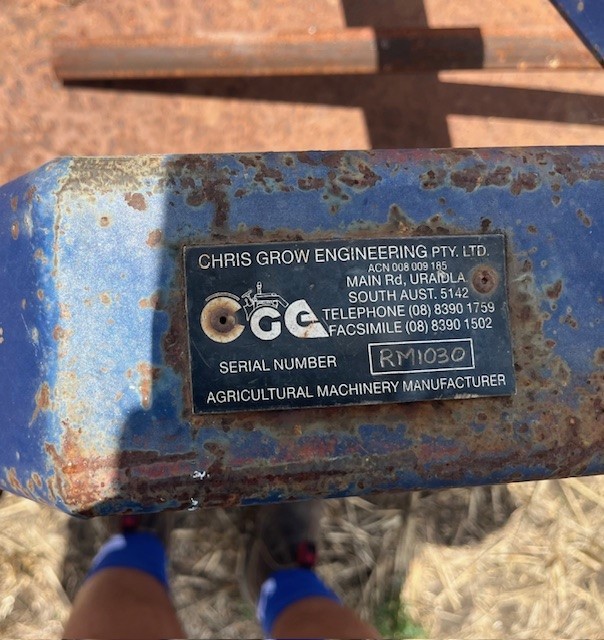 CHRIS GROW ENGINEERING PTY. LTD.
ACN 008 009 165
MAIN Rd, URAIDLA
SOUTH AUST. 5142
CGE
TELEPHONE (08) 8390 1759
FACSIMILE (08) 8390 1502
SERIAL NUMBER RM1030
AGRICULTURAL MACHINERY MANUFACTURER